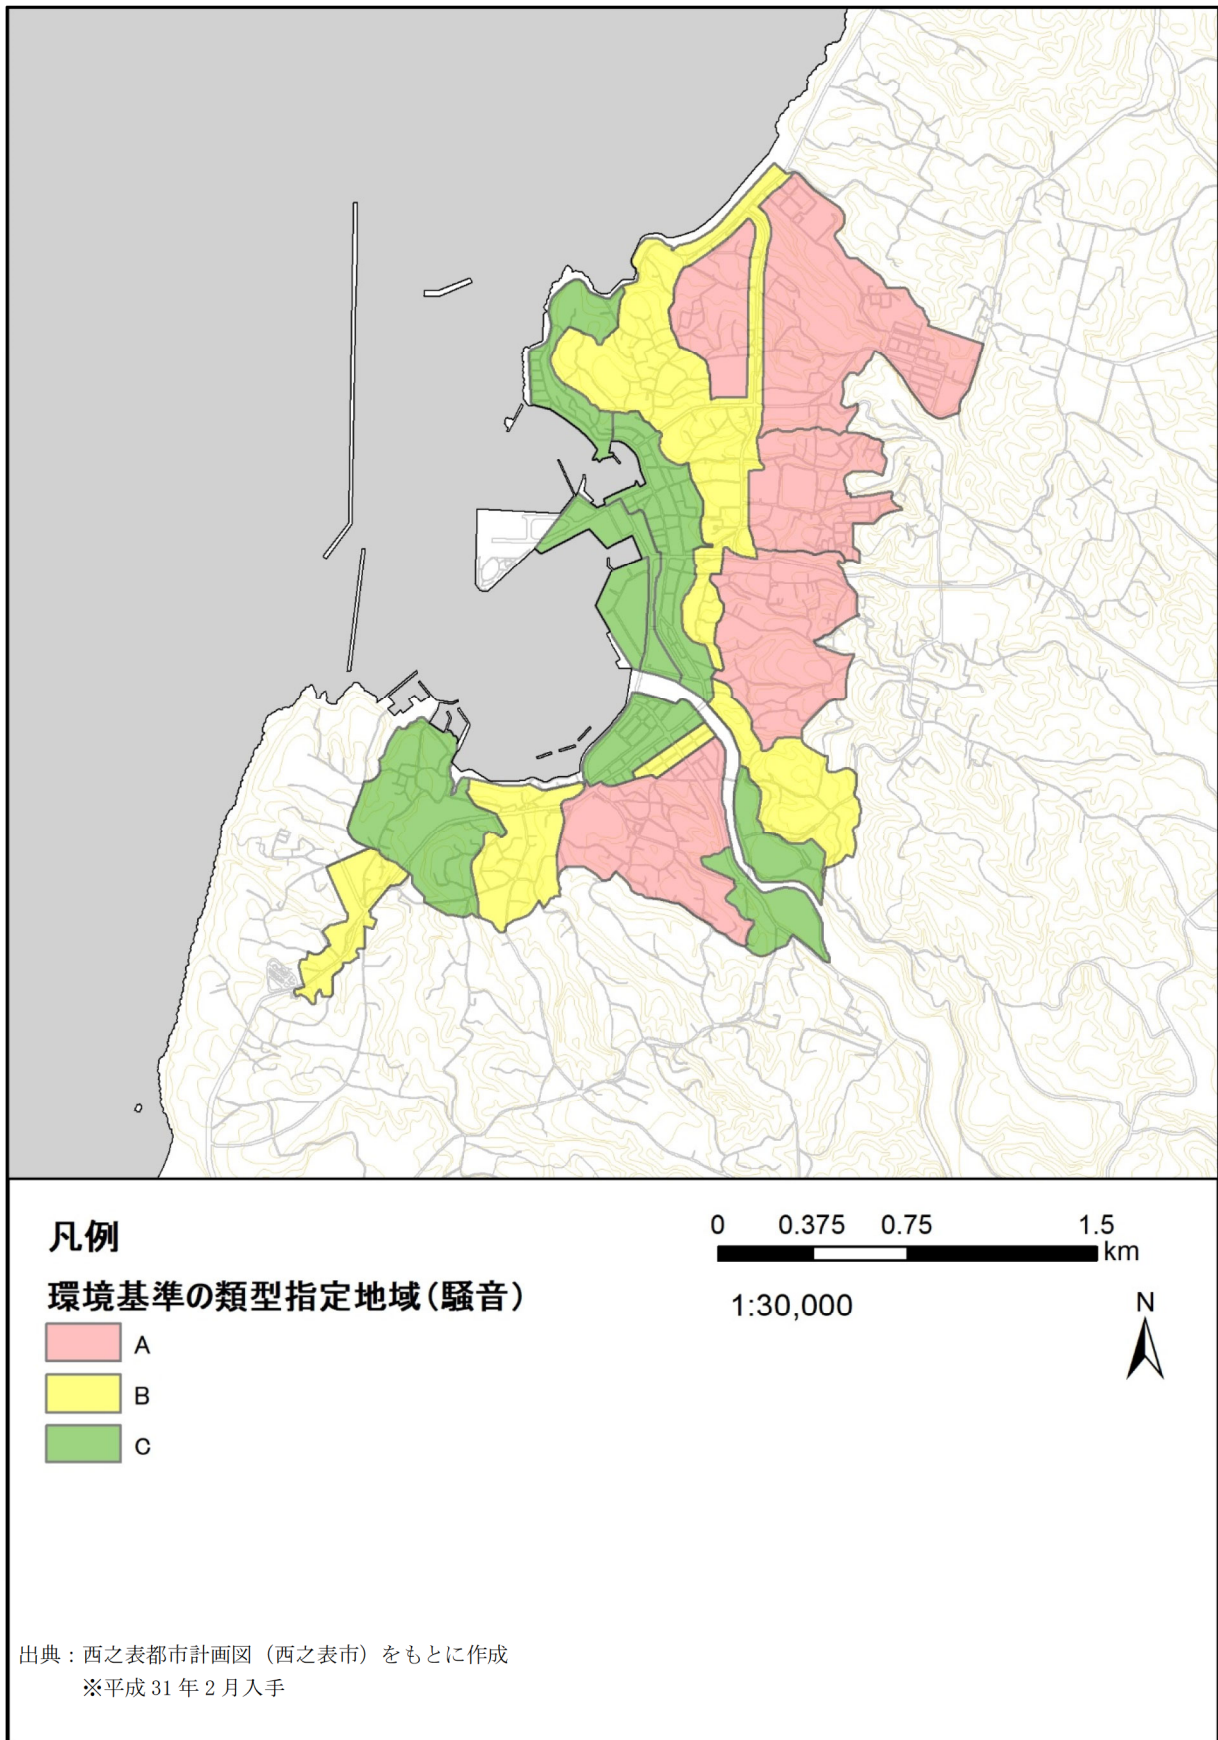 凡例
環境基準の類型指定地域（騒音）
A
B
C
0 0.375 0.75 1.5
km
1:30,000
N
出典：西之表都市計画図（西之表市）をもとに作成
※平成 31 年 2 月入手